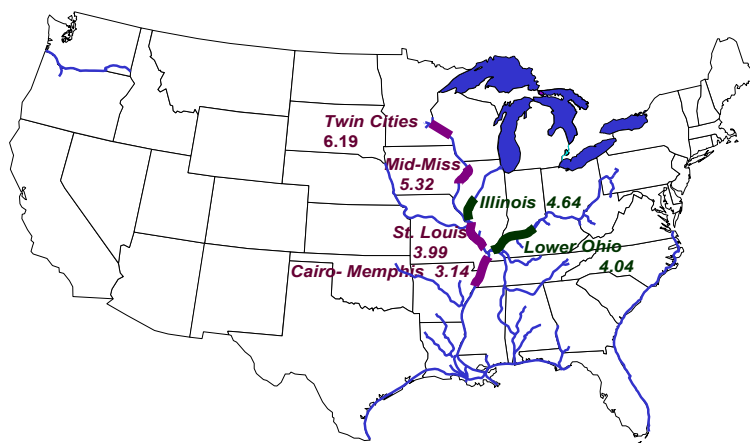 Twin Cities
6.19
Mid-Miss
5.32
Illinois 4.64
St. Louis
3.99
Lower Ohio
4.04
Cairo- Memphis 3.14